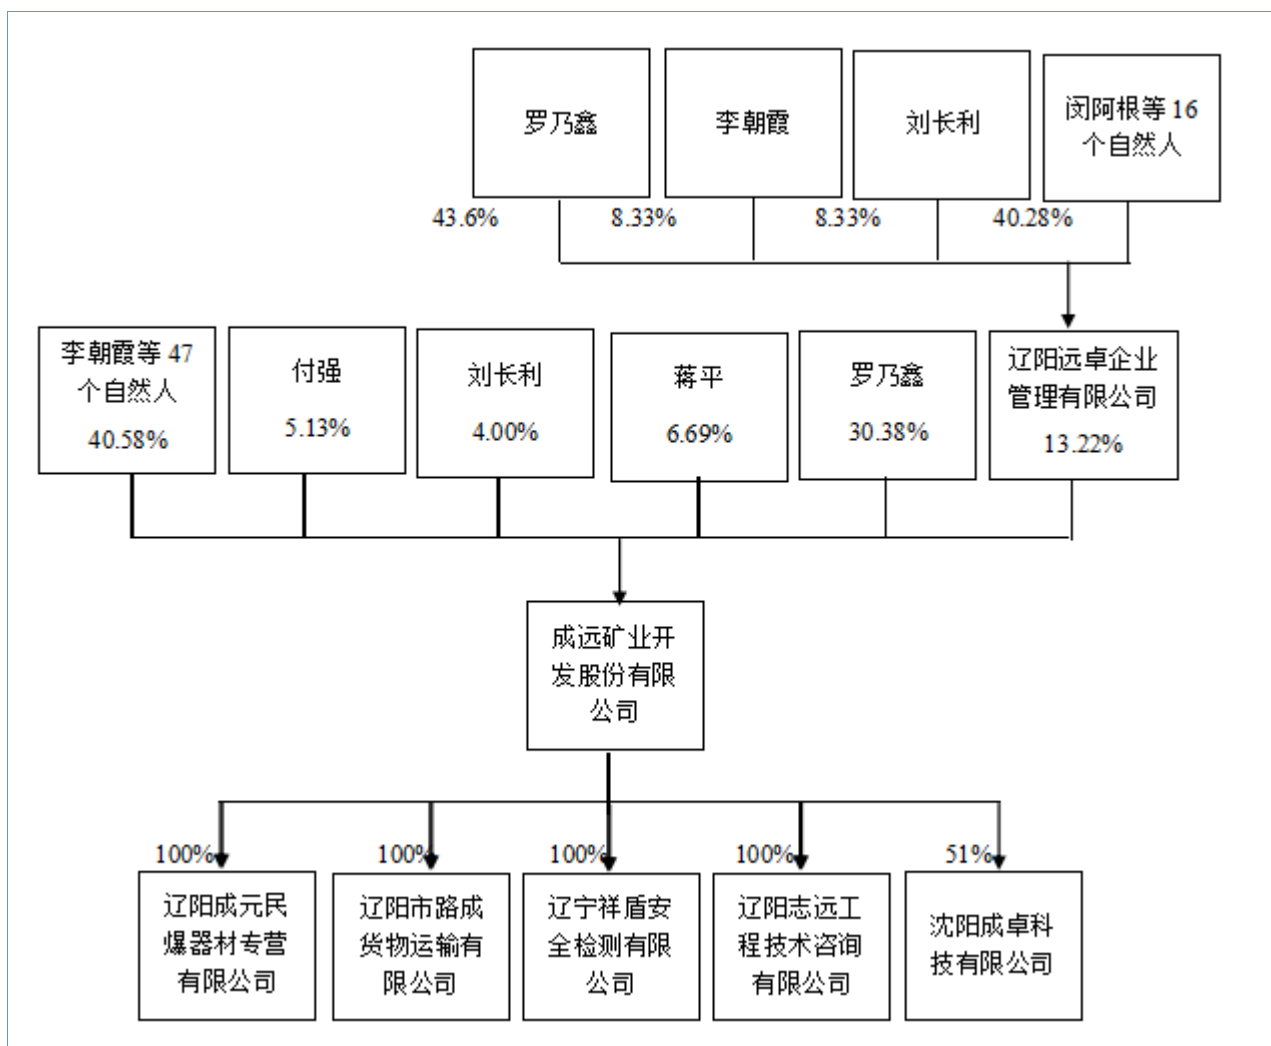 罗乃鑫
李朝霞
刘长利
闵阿根等 16
个自然人
43.6%
8.33%
8.33%
40.28%
李朝霞等 47
个自然人
40.58%
付强
5.13%
刘长利
4.00%
蒋平
6.69%
罗乃鑫
30.38%
辽阳远卓企业
管理有限公司
13.22%
成远矿业开
发股份有限
公司
100%
100%
100%
100%
51%
辽阳成元民
爆器材专营
有限公司
辽阳市路成
货物运输有
限公司
辽宁祥盾安
全检测有限
公司
辽阳志远工
程技术咨询
有限公司
沈阳成卓科
技有限公司